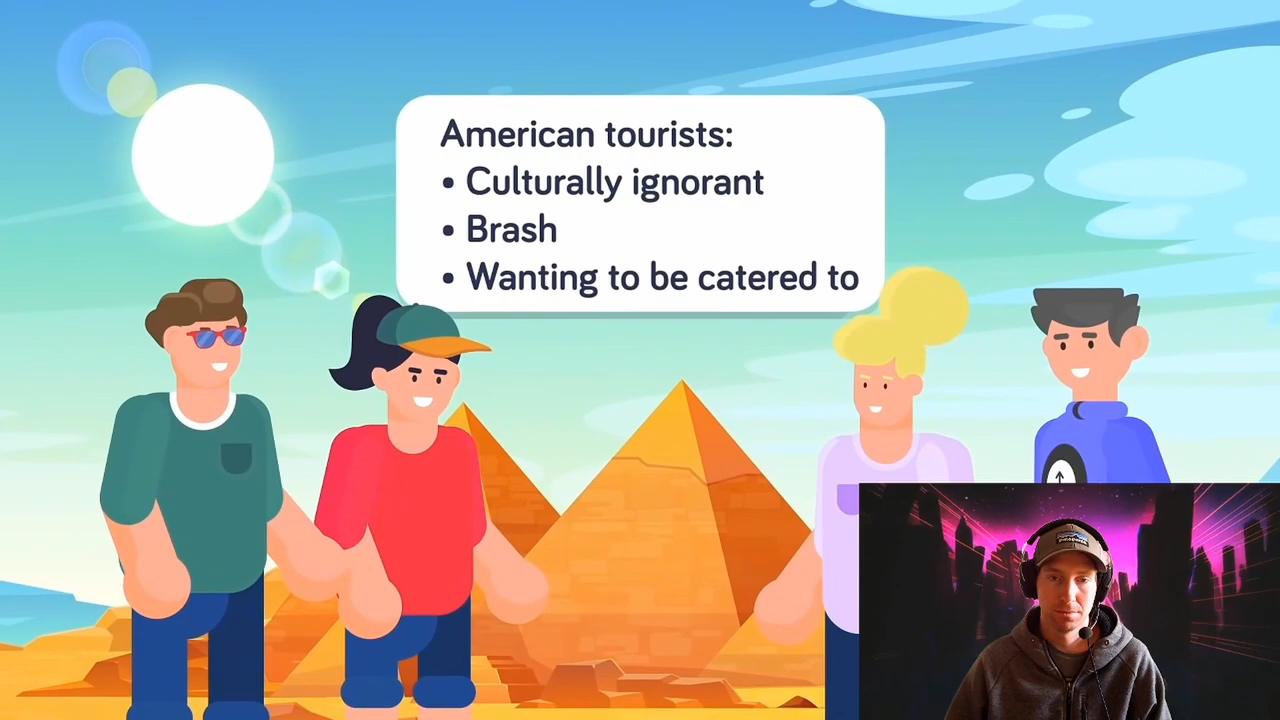 American tourists:
• Culturally ignorant
• Brash
• Wanting to be catered to